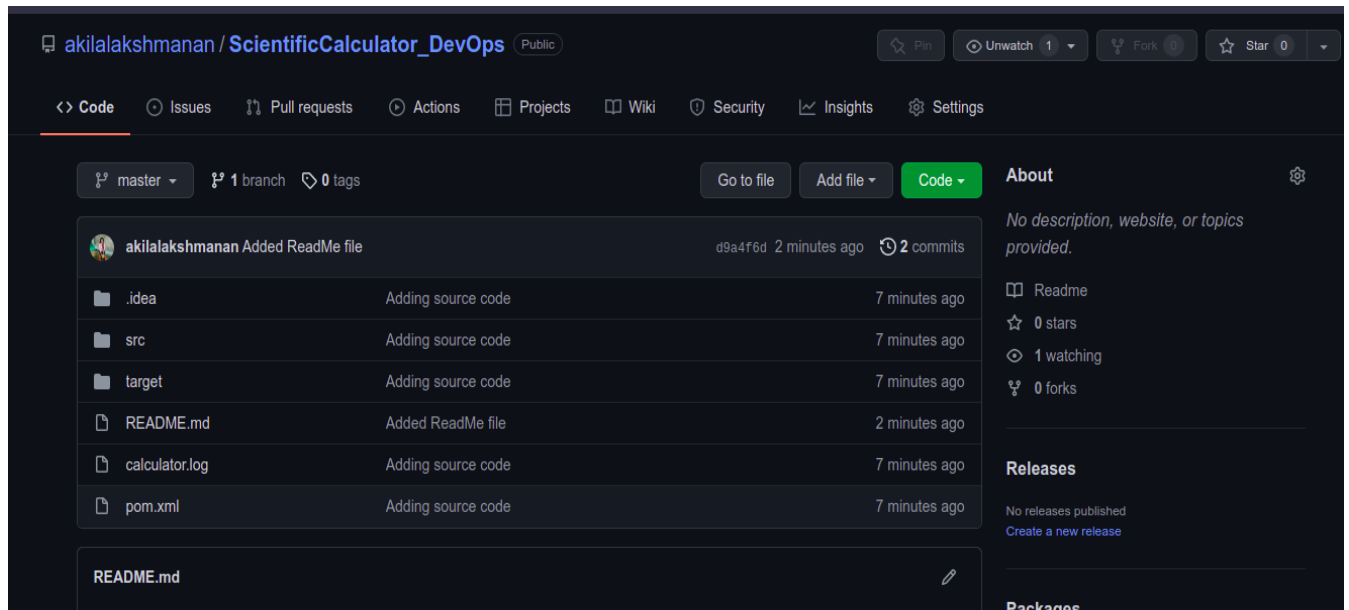 akilalakshmanan / ScientificCalculator_DevOps Public
Pin Unwatch 1 Fork 0 Star 0
<> Code Issues Pull requests Actions Projects Wiki Security Insights Settings
master 1 branch 0 tags Go to file Add file Code
akilalakshmanan Added ReadMe file d9a4f6d 2 minutes ago 2 commits
.idea Adding source code 7 minutes ago
src Adding source code 7 minutes ago
target Adding source code 7 minutes ago
README.md Added ReadMe file 2 minutes ago
calculator.log Adding source code 7 minutes ago
pom.xml Adding source code 7 minutes ago
README.md
About
No description, website, or topics
provided.
Readme
0 stars
1 watching
0 forks
Releases
No releases published
Create a new release
Packages